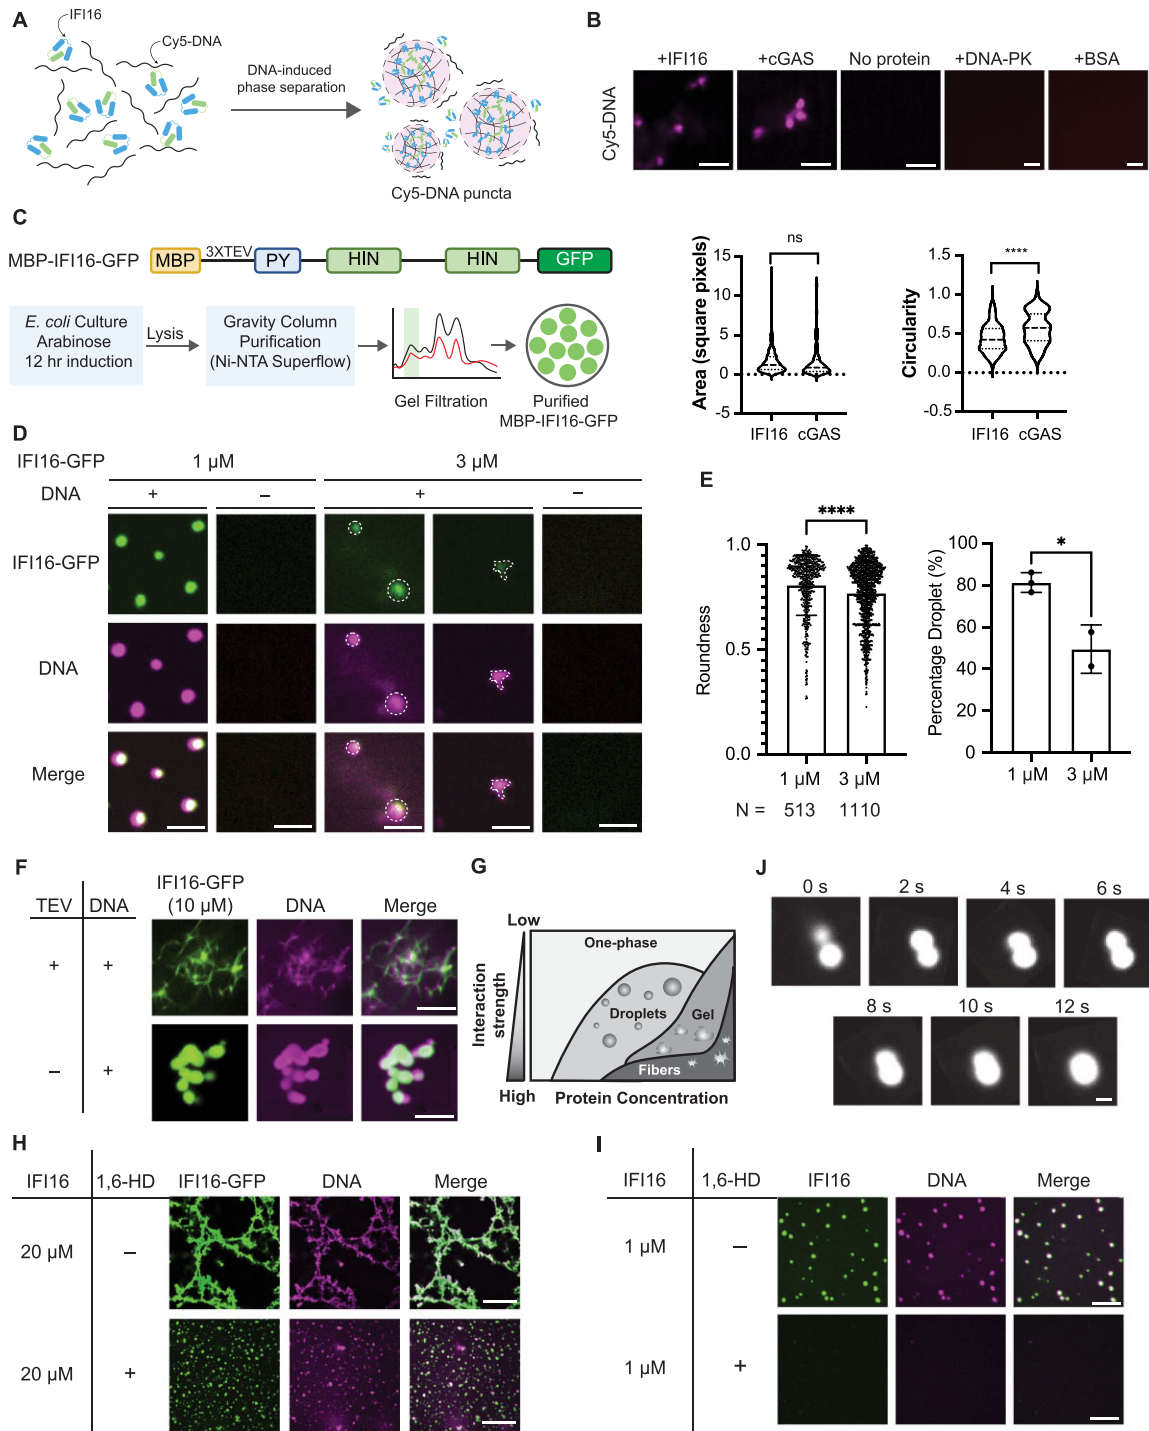 A
IFI16
Cy5-DNA
DNA-induced
phase separation
Cy5-DNA puncta
B
+IFI16 +cGAS No protein +DNA-PK +BSA
Cy5-DNA
C
MBP-IFI16-GFP MBP 3XTEV PY HIN HIN GFP
E. coli Culture
Arabinose
12 hr induction
Lysis
Gravity Column
Purification
(Ni-NTA Superflow)
Gel Filtration
Purified
MBP-IFI16-GFP
Area (square pixels)
15
10
5
0
-5
ns
IFI16 cGAS
Circularity
1.5
1.0
0.5
0.0
-0.5
****
IFI16 cGAS
D
IFI16-GFP 1 µM 3 µM
DNA + – + –
IFI16-GFP
DNA
Merge
E
Roundness
1.0
0.5
0.0
****
1 µM 3 µM
N = 513 1110
Percentage Droplet (%)
100
80
60
40
20
0
*
1 µM 3 µM
F
TEV DNA IFI16-GFP
(10 µM) DNA Merge
+ +
– +
G
Low
Interaction
strength
High
One-phase
Droplets
Gel
Fibers
Protein Concentration
J
0 s 2 s 4 s 6 s
8 s 10 s 12 s
H
IFI16 1,6-HD IFI16-GFP DNA Merge
20 µM –
20 µM +
I
IFI16 1,6-HD IFI16 DNA Merge
1 µM –
1 µM +